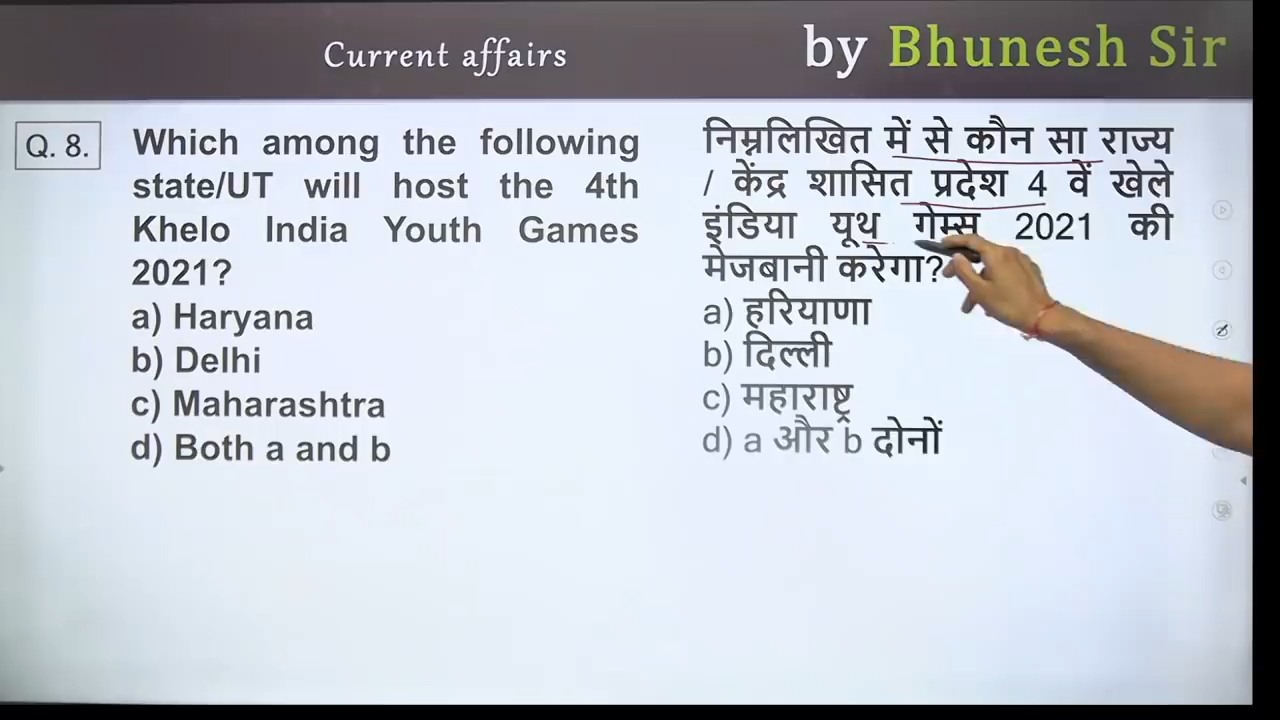 Current affairs
by Bhunesh Sir
Q. 8.
Which among the following
state/UT will host the 4th
Khelo India Youth Games
2021?
a) Haryana
b) Delhi
c) Maharashtra
d) Both a and b
निम्नलिखित में से कौन सा राज्य
/ केंद्र शासित प्रदेश 4 वें खेले
इंडिया यूथ गेम्स 2021 की
मेजबानी करेगा?
a) हरियाणा
b) दिल्ली
c) महाराष्ट्र
d) a और b दोनों